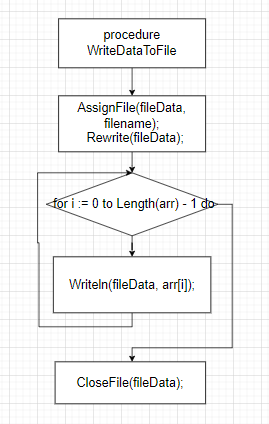 procedure
WriteDataToFile
AssignFile(fileData,
filename);
Rewrite(fileData);
for i := 0 to Length(arr) - 1 do
Writeln(fileData, arr[i]);
CloseFile(fileData);